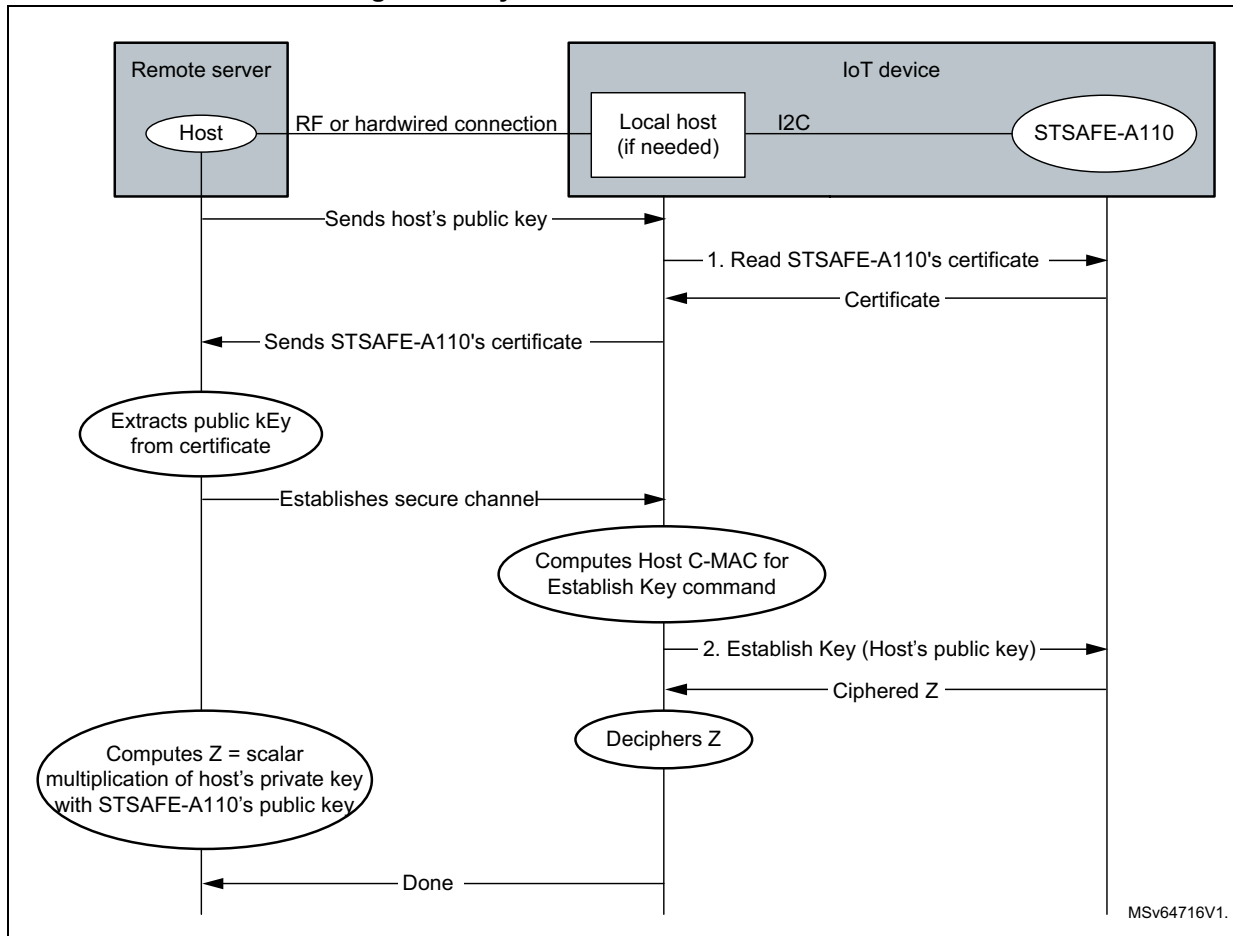 Remote server
IoT device
Host
RF or hardwired connection
Local host
(if needed)
I2C
STSAFE-A110
Sends host's public key
1. Read STSAFE-A110's certificate
Certificate
Sends STSAFE-A110's certificate
Extracts public kEy
from certificate
Establishes secure channel
Computes Host C-MAC for
Establish Key command
2. Establish Key (Host's public key)
Ciphered Z
Deciphers Z
Computes Z = scalar
multiplication of host's private key
with STSAFE-A110's public key
Done
MSv64716V1.